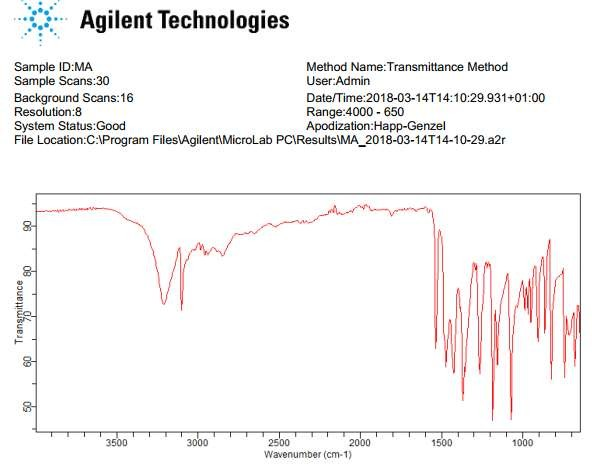 Agilent Technologies
Sample ID:MA Method Name:Transmittance Method
Sample Scans:30 User:Admin
Background Scans:16 Date/Time:2018-03-14T14:10:29.931+01:00
Resolution:8 Range:4000 - 650
System Status:Good Apodization:Happ-Genzel
File Location:C:\Program Files\Agilent\MicroLab PC\Results\MA_2018-03-14T14-10-29.a2r
Transmittance
90
80
70
60
50
3500 3000 2500 2000 1500 1000
Wavenumber (cm-1)